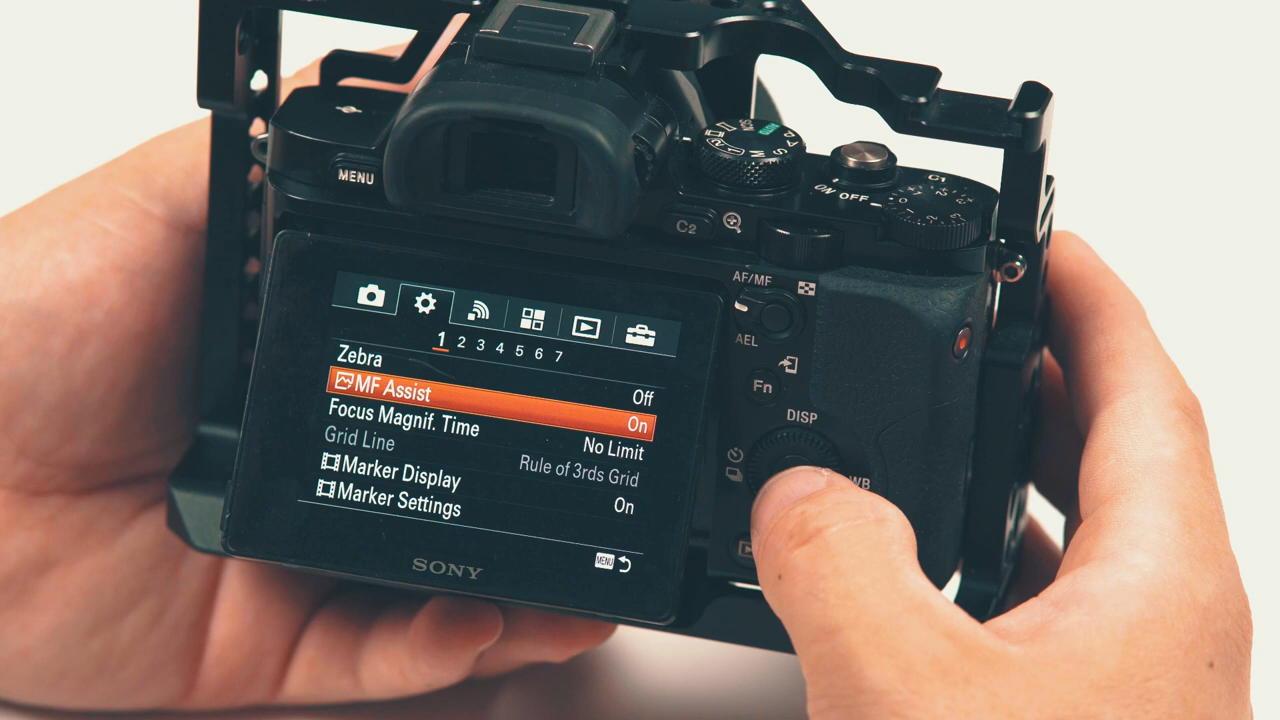 MENU
C2
C1
ON OFF
AUTO
P
A
S
M
AF/MF
AEL
Fn
DISP
WB
1 2 3 4 5 6 7
Zebra Off
MF Assist On
Focus Magnif. Time No Limit
Grid Line Rule of 3rds Grid
Marker Display On
Marker Settings
MENU
SONY